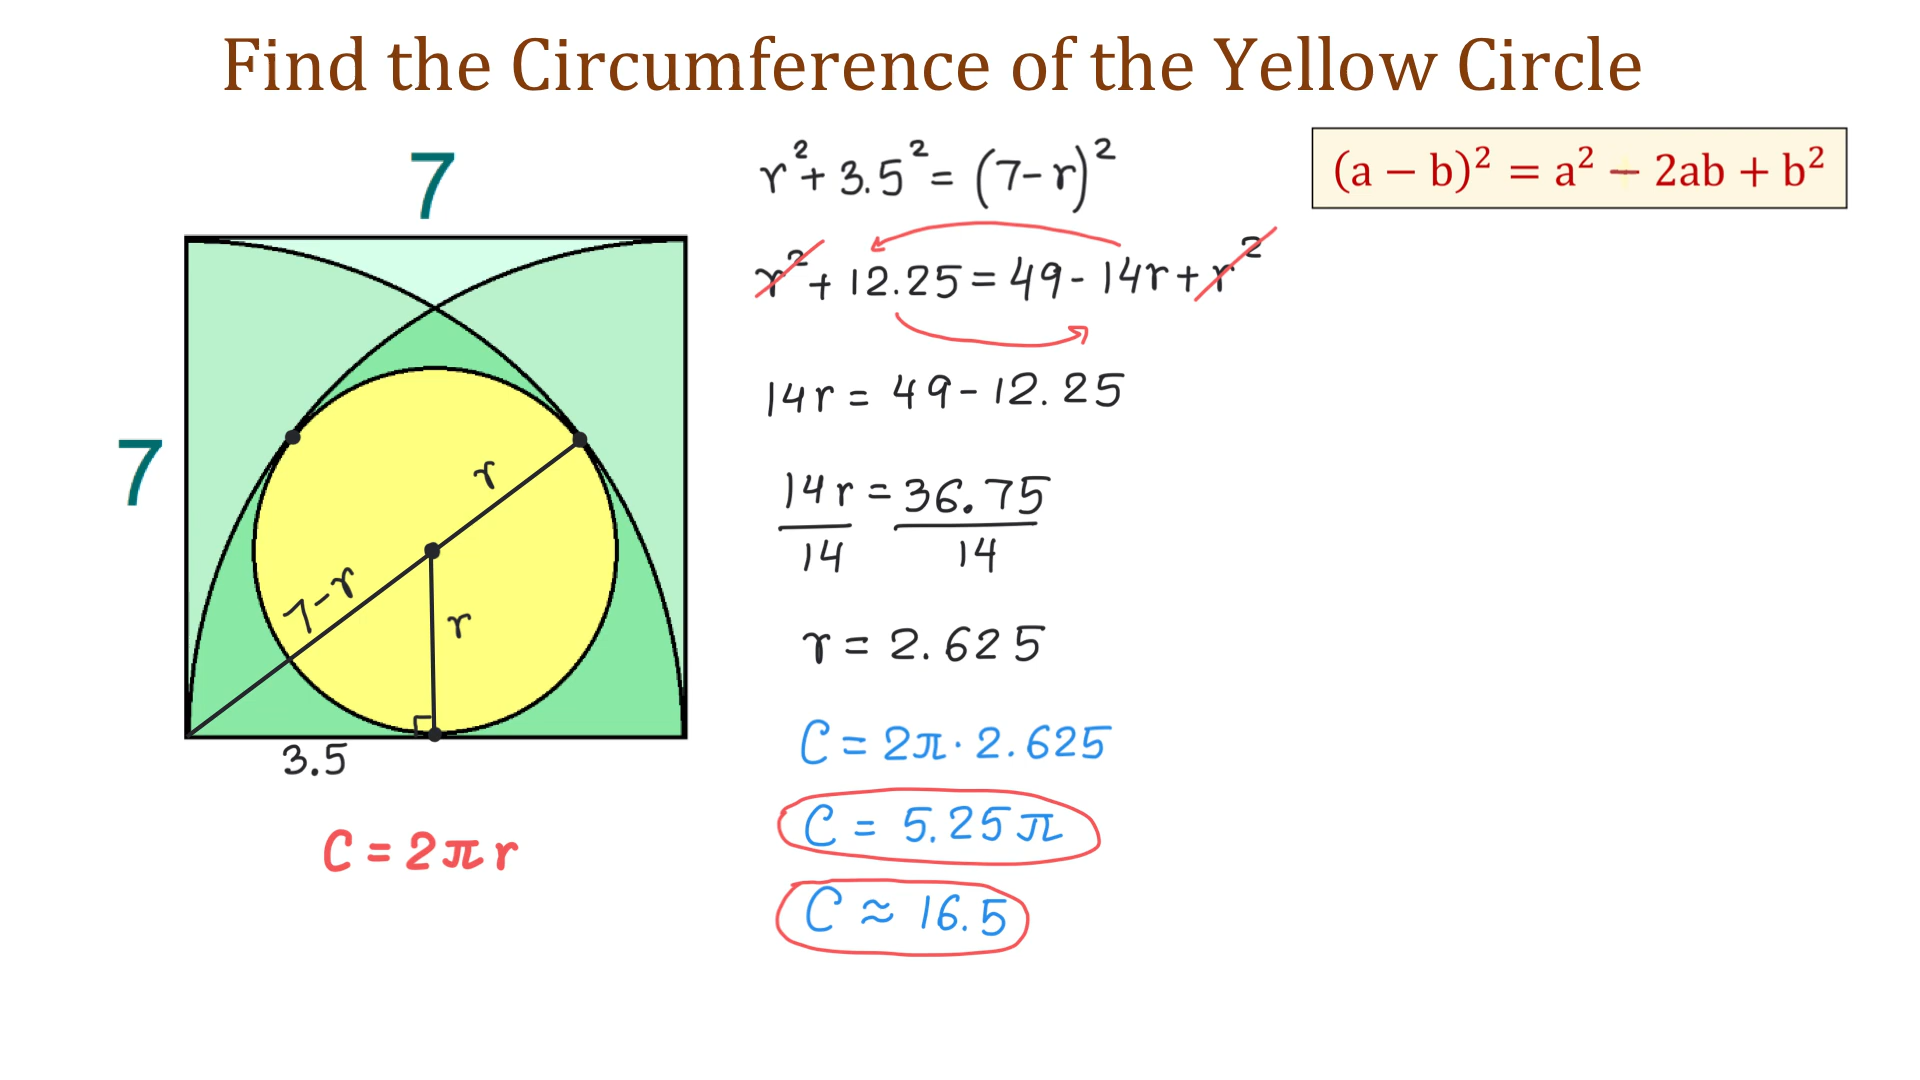 Find the Circumference of the Yellow Circle
7
7
r
7-r
r
3.5
C = 2π r
r² + 3.5² = (7-r)²
r² + 12.25 = 49 - 14r + r²
14r = 49 - 12.25
14r = 36.75
14 14
r = 2.625
C = 2π · 2.625
C = 5.25 π
C ≈ 16.5
(a − b)² = a² − 2ab + b²